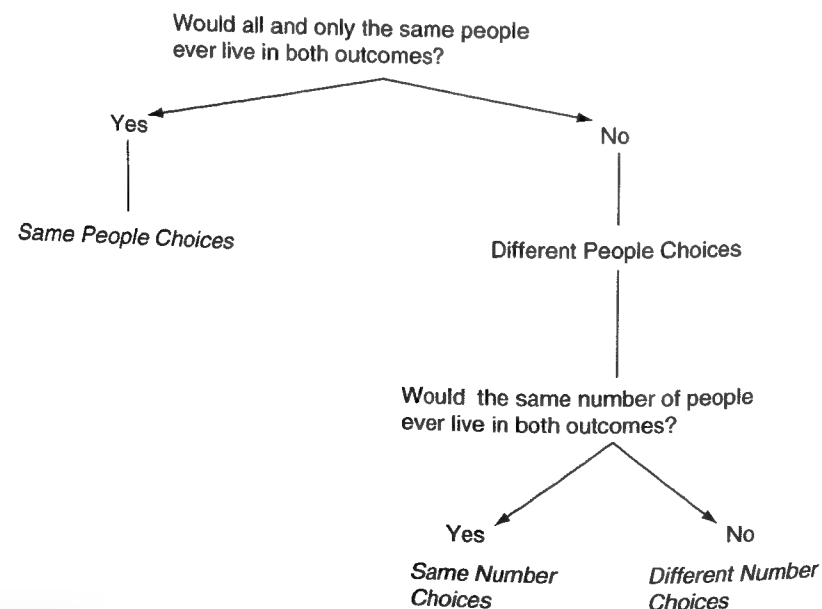 Would all and only the same people
ever live in both outcomes?
Yes
No
Same People Choices
Different People Choices
Would the same number of people
ever live in both outcomes?
Yes
No
Same Number
Choices
Different Number
Choices